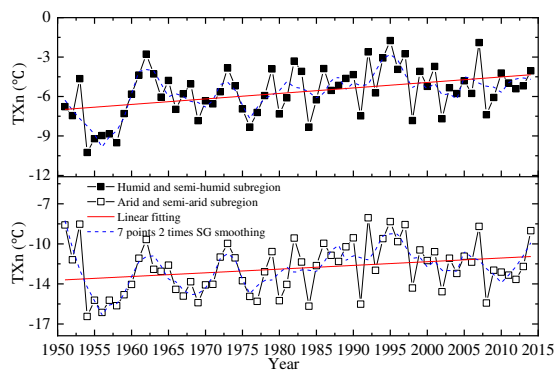 0
-3
-6
-9
-12
TXn (°C)
Humid and semi-humid subregion
Arid and semi-arid subregion
Linear fitting
7 points 2 times SG smoothing
-7
-10
-11
-14
-17
TXn (°C)
1950 1955 1960 1965 1970 1975 1980 1985 1990 1995 2000 2005 2010 2015
Year